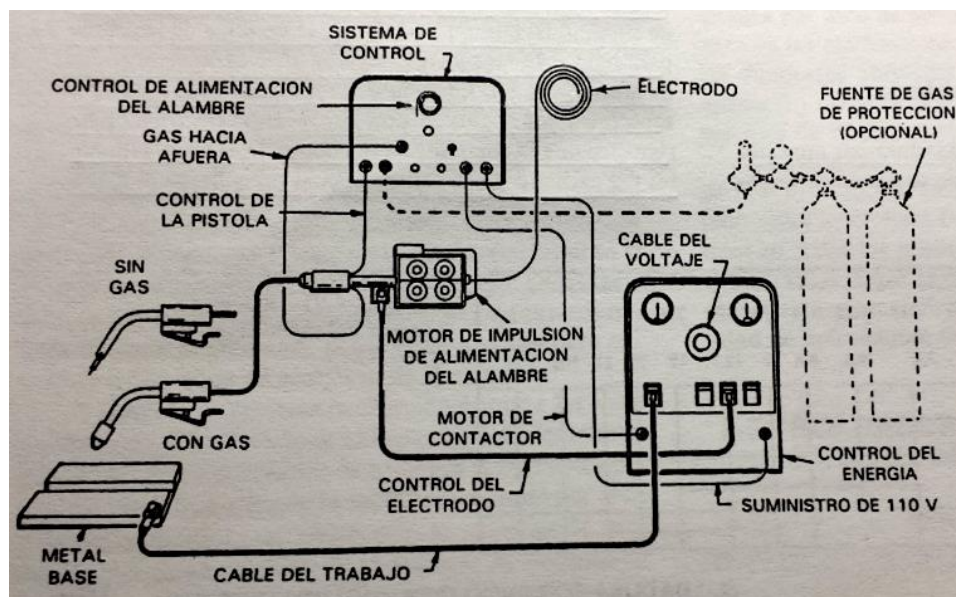 SISTEMA DE
CONTROL
CONTROL DE ALIMENTACION
DEL ALAMBRE
GAS HACIA
AFUERA
CONTROL DE
LA PISTOLA
ELECTRODO
FUENTE DE GAS
DE PROTECCION
(OPCIONAL)
CABLE DEL
VOLTAJE
SIN
GAS
MOTOR DE IMPULSION
DE ALIMENTACION
DEL ALAMBRE
CON GAS
MOTOR DE
CONTACTOR
CONTROL DEL
ELECTRODO
CONTROL DEL
ENERGIA
SUMINISTRO DE 110 V
METAL
BASE
CABLE DEL TRABAJO